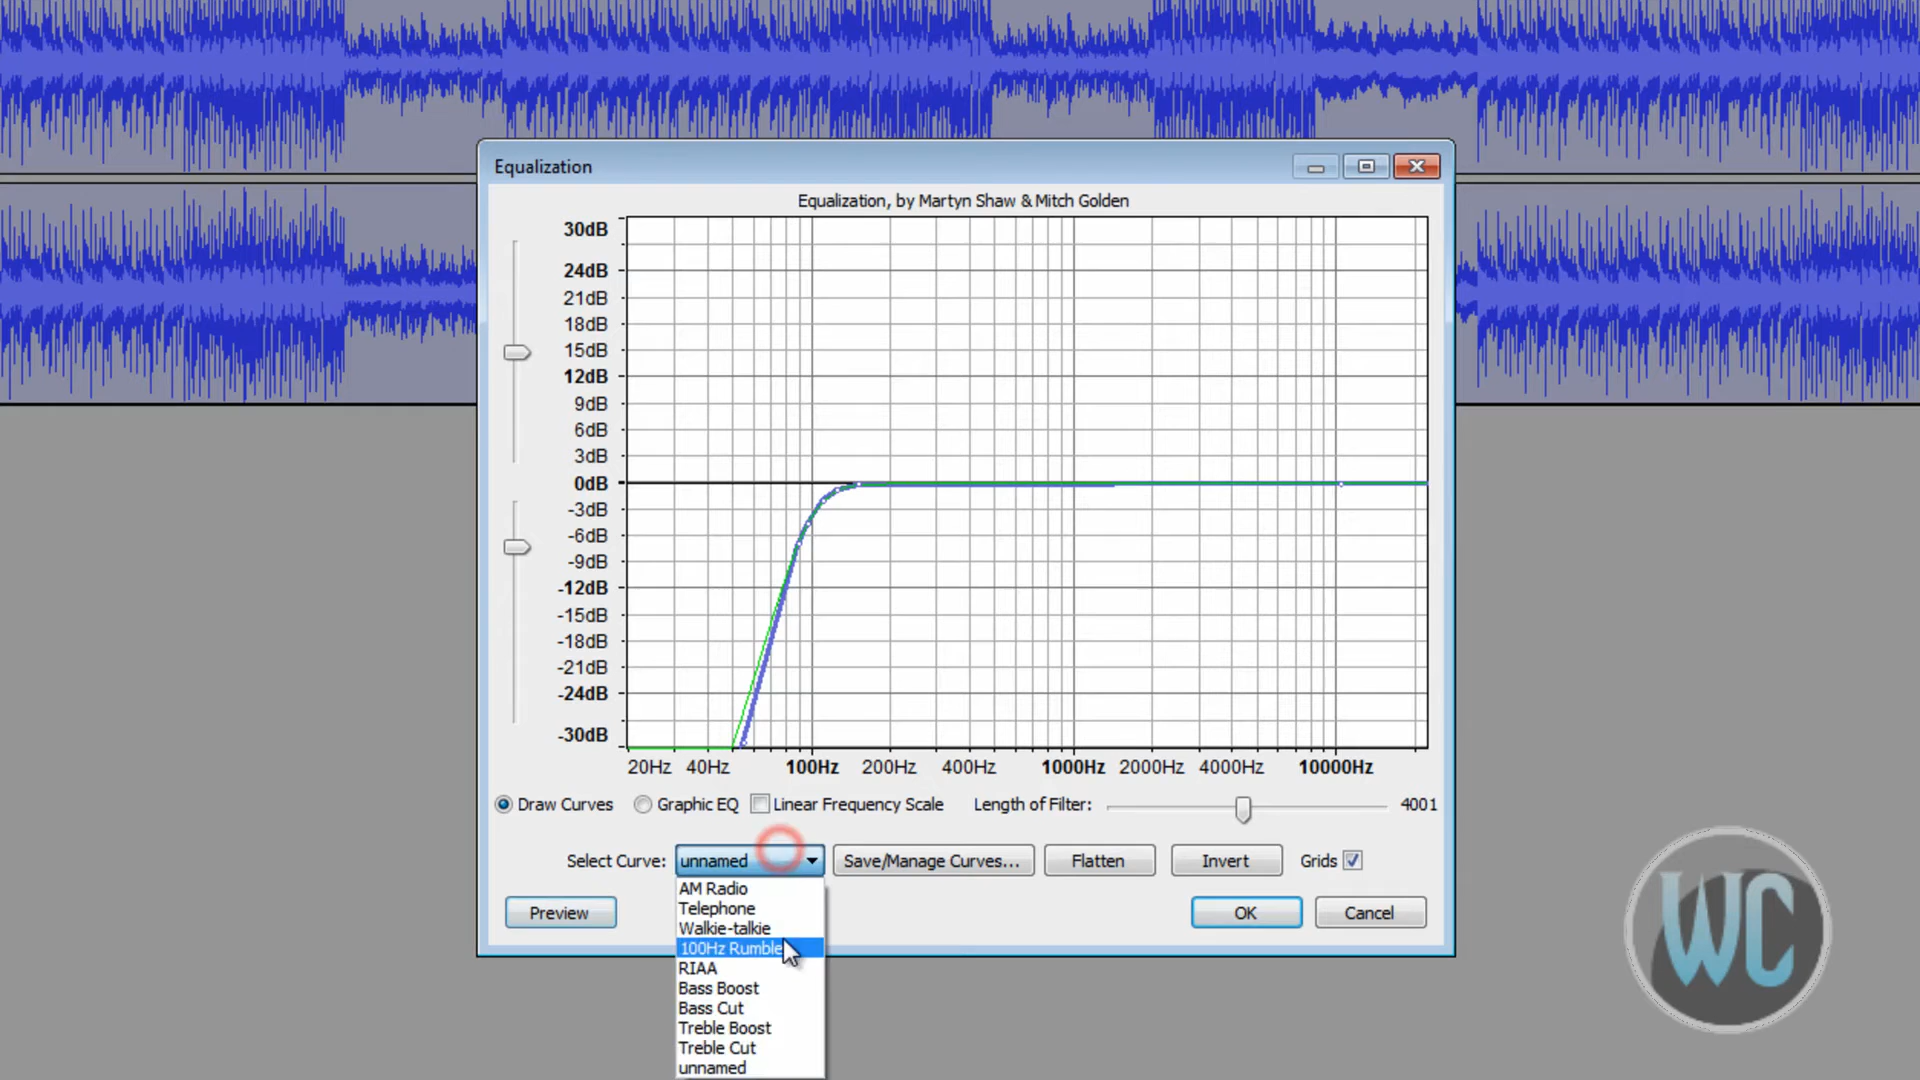 Equalization
Equalization, by Martyn Shaw & Mitch Golden
30dB
24dB
21dB
18dB
15dB
12dB
9dB
6dB
3dB
0dB
-3dB
-6dB
-9dB
-12dB
-15dB
-18dB
-21dB
-24dB
-30dB
20Hz 40Hz 100Hz 200Hz 400Hz 1000Hz 2000Hz 4000Hz 10000Hz
Draw Curves Graphic EQ Linear Frequency Scale Length of Filter: 4001
Select Curve: unnamed Save/Manage Curves... Flatten Invert Grids
Preview OK Cancel
AM Radio
Telephone
Walkie-talkie
100Hz Rumble
RIAA
Bass Boost
Bass Cut
Treble Boost
Treble Cut
unnamed
WC